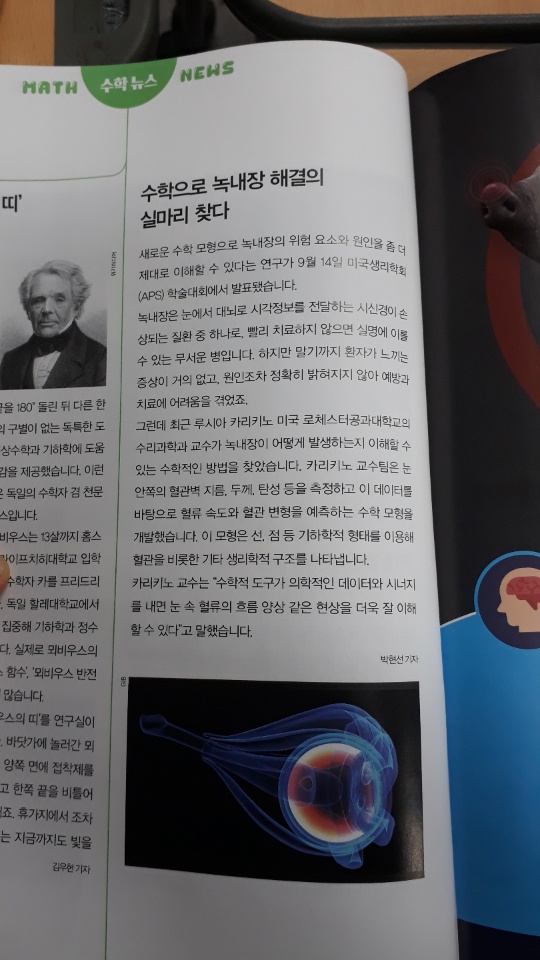 MATH 수학 뉴스 NEWS
띠'
끝을 180° 돌린 뒤 다른 한
의 구별이 없는 독특한 도
상수학과 기하학에 도움
감을 제공했습니다. 이런
은 독일의 수학자 겸 천문
스입니다.
비우스는 13살까지 홈스
라이프치히대학교 입학
수학자 카를 프리드리
. 독일 할레대학교에서
집중해 기하학과 정수
다. 실제로 뫼비우스의
스 함수', '뫼비우스 반전
많습니다.
우스의 띠'를 연구실이
. 바닷가에 놀러간 뫼
양쪽 면에 접착제를
고 한쪽 끝을 비틀어
죠. 휴가지에서 조차
는 지금까지도 빛을
김우현 기자
수학으로 녹내장 해결의
실마리 찾다
새로운 수학 모형으로 녹내장의 위험 요소와 원인을 좀 더
제대로 이해할 수 있다는 연구가 9월 14일 미국생리학회
(APS) 학술대회에서 발표됐습니다.
녹내장은 눈에서 대뇌로 시각정보를 전달하는 시신경이 손
상되는 질환 중 하나로, 빨리 치료하지 않으면 실명에 이를
수 있는 무서운 병입니다. 하지만 말기까지 환자가 느끼는
증상이 거의 없고, 원인조차 정확히 밝혀지지 않아 예방과
치료에 어려움을 겪었죠.
그런데 최근 루시아 카리키노 미국 로체스터공과대학교의
수리과학과 교수가 녹내장이 어떻게 발생하는지 이해할 수
있는 수학적인 방법을 찾았습니다. 카리키노 교수팀은 눈
안쪽의 혈관벽 지름, 두께, 탄성 등을 측정하고 이 데이터를
바탕으로 혈류 속도와 혈관 변형을 예측하는 수학 모형을
개발했습니다. 이 모형은 선, 점 등 기하학적 형태를 이용해
혈관을 비롯한 기타 생리학적 구조를 나타냅니다.
카리키노 교수는 "수학적 도구가 의학적인 데이터와 시너지
를 내면 눈 속 혈류의 흐름 양상 같은 현상을 더욱 잘 이해
할 수 있다"고 말했습니다.
박현선 기자
GIB